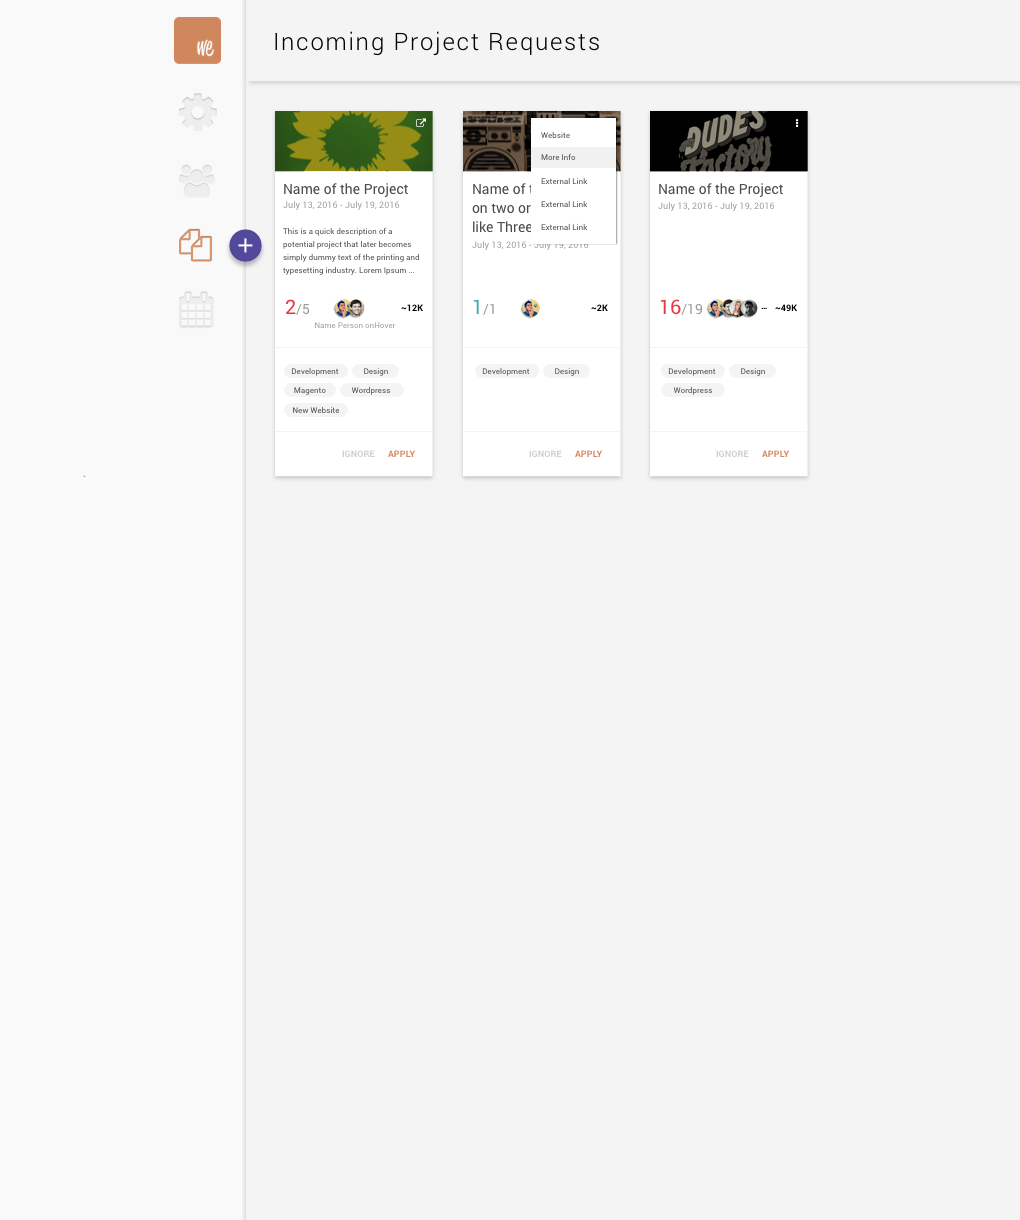 we
Incoming Project Requests
DUDES
Factory
Name of the Project
July 13, 2016 - July 19, 2016
This is a quick description of a
potential project that later becomes
simply dummy text of the printing and
typesetting industry. Lorem Ipsum ...
2/5
~12K
Name Person onHover
Development
Design
Magento
Wordpress
New Website
IGNORE
APPLY
Website
More Info
External Link
External Link
External Link
Name of
on two or
like Three
July 13, 2016 - July 19, 2016
1/1
~2K
Development
Design
IGNORE
APPLY
Name of the Project
July 13, 2016 - July 19, 2016
16/19
...
~49K
Development
Design
Wordpress
IGNORE
APPLY